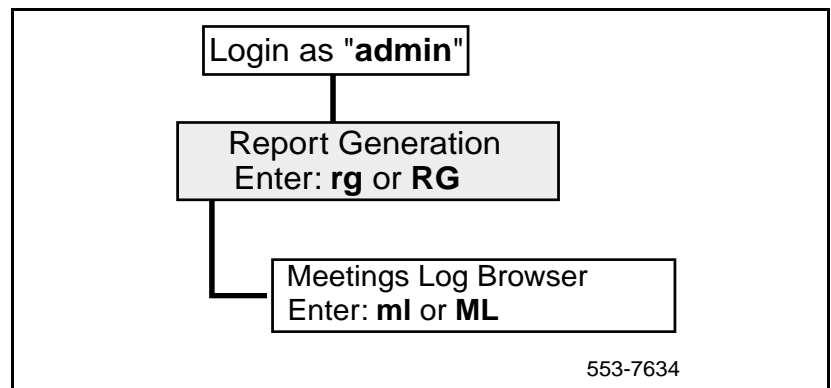 Login as "admin"
Report Generation
Enter: rg or RG
Meetings Log Browser
Enter: ml or ML
553-7634